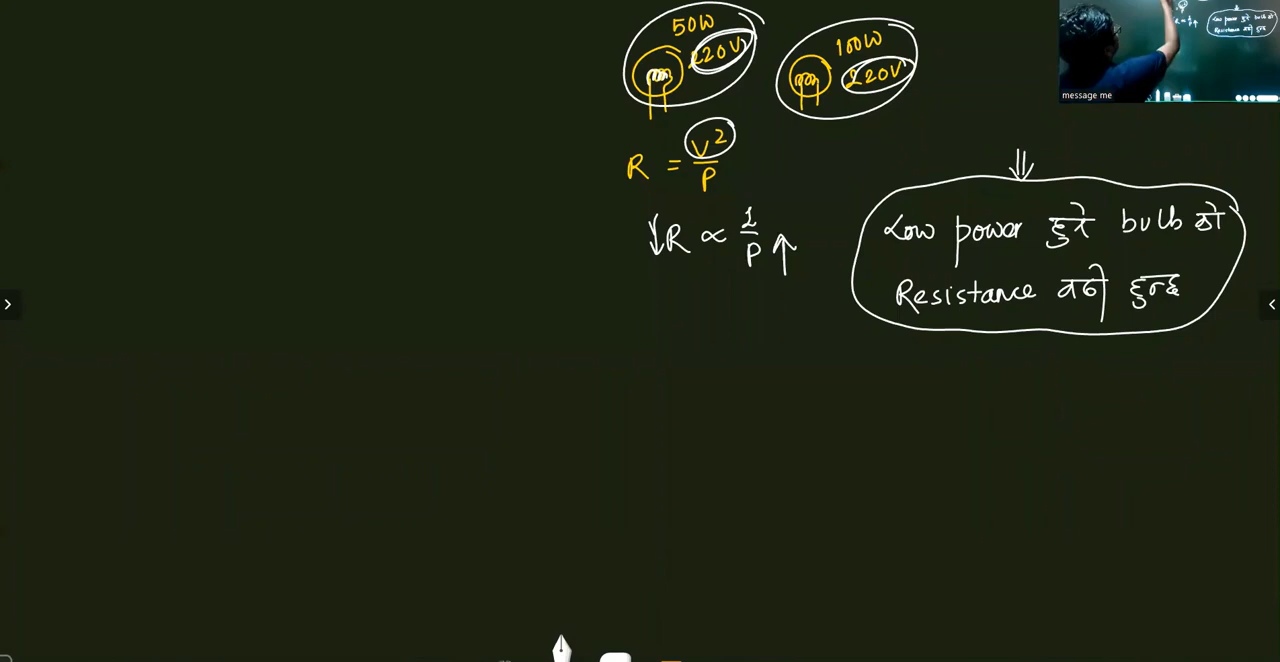 50W
220V
100W
220V
R = V²/P
↓R ∝ 1/P ↑
⇓
Low power हुने bulb को
Resistance बढी हुन्छ
message me